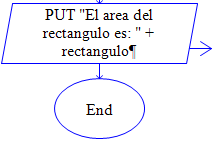 PUT "El area del
rectangulo es: " +
rectangulo¶
End